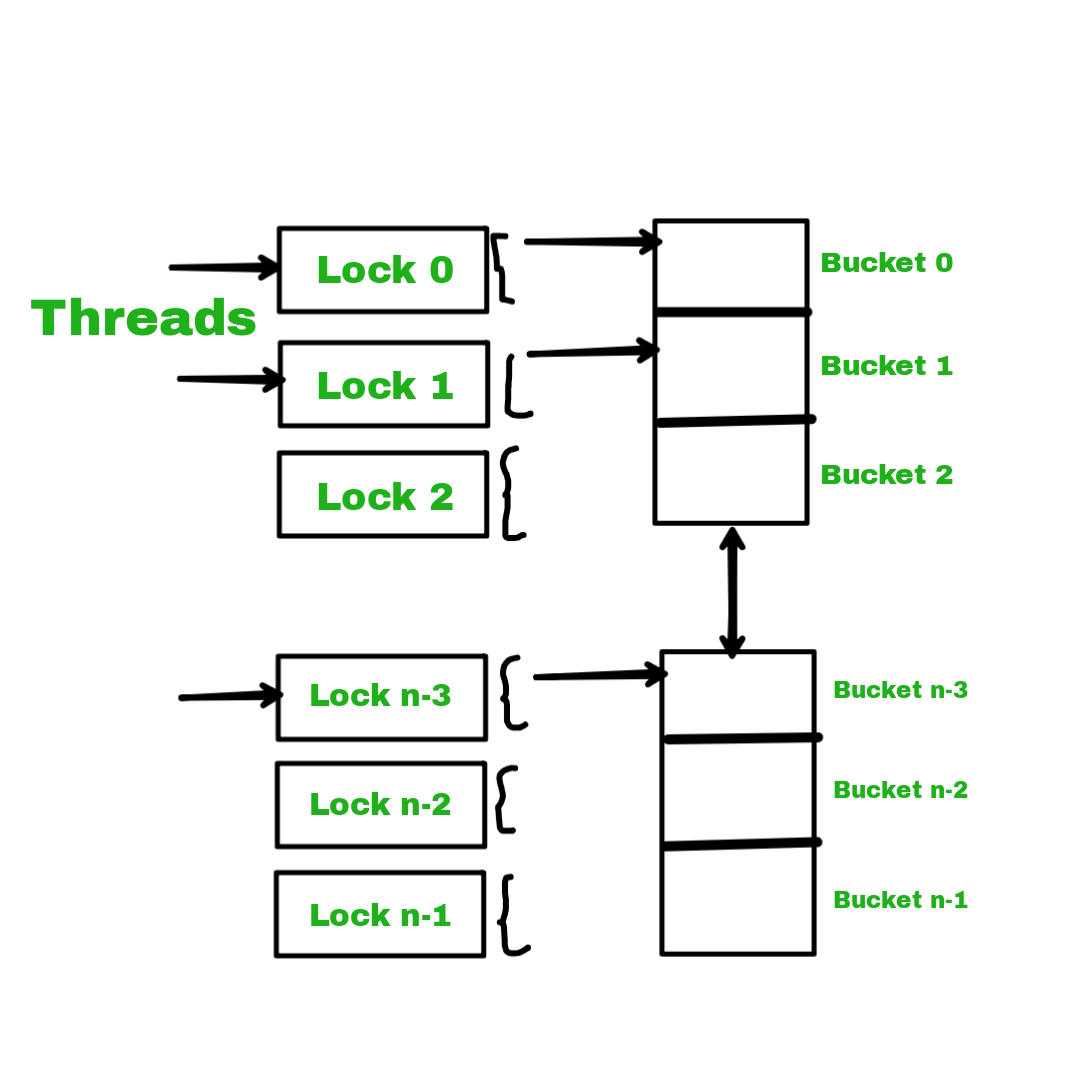 Threads
Lock 0
Lock 1
Lock 2
Lock n-3
Lock n-2
Lock n-1
Bucket 0
Bucket 1
Bucket 2
Bucket n-3
Bucket n-2
Bucket n-1